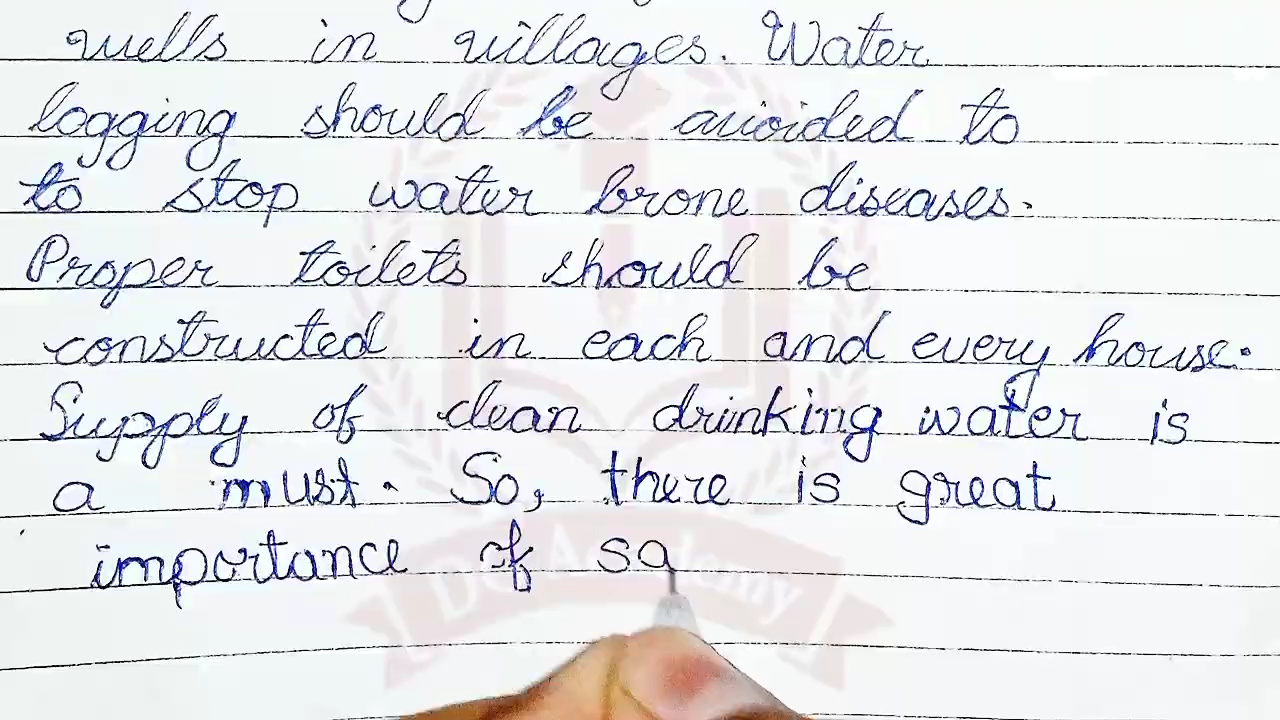 wells in villages. Water
logging should be avioided to
to stop water brone diseases.
Proper toilets should be
constructed in each and every house.
Supply of clean drinking water is
a must. So, there is great
importance of sa